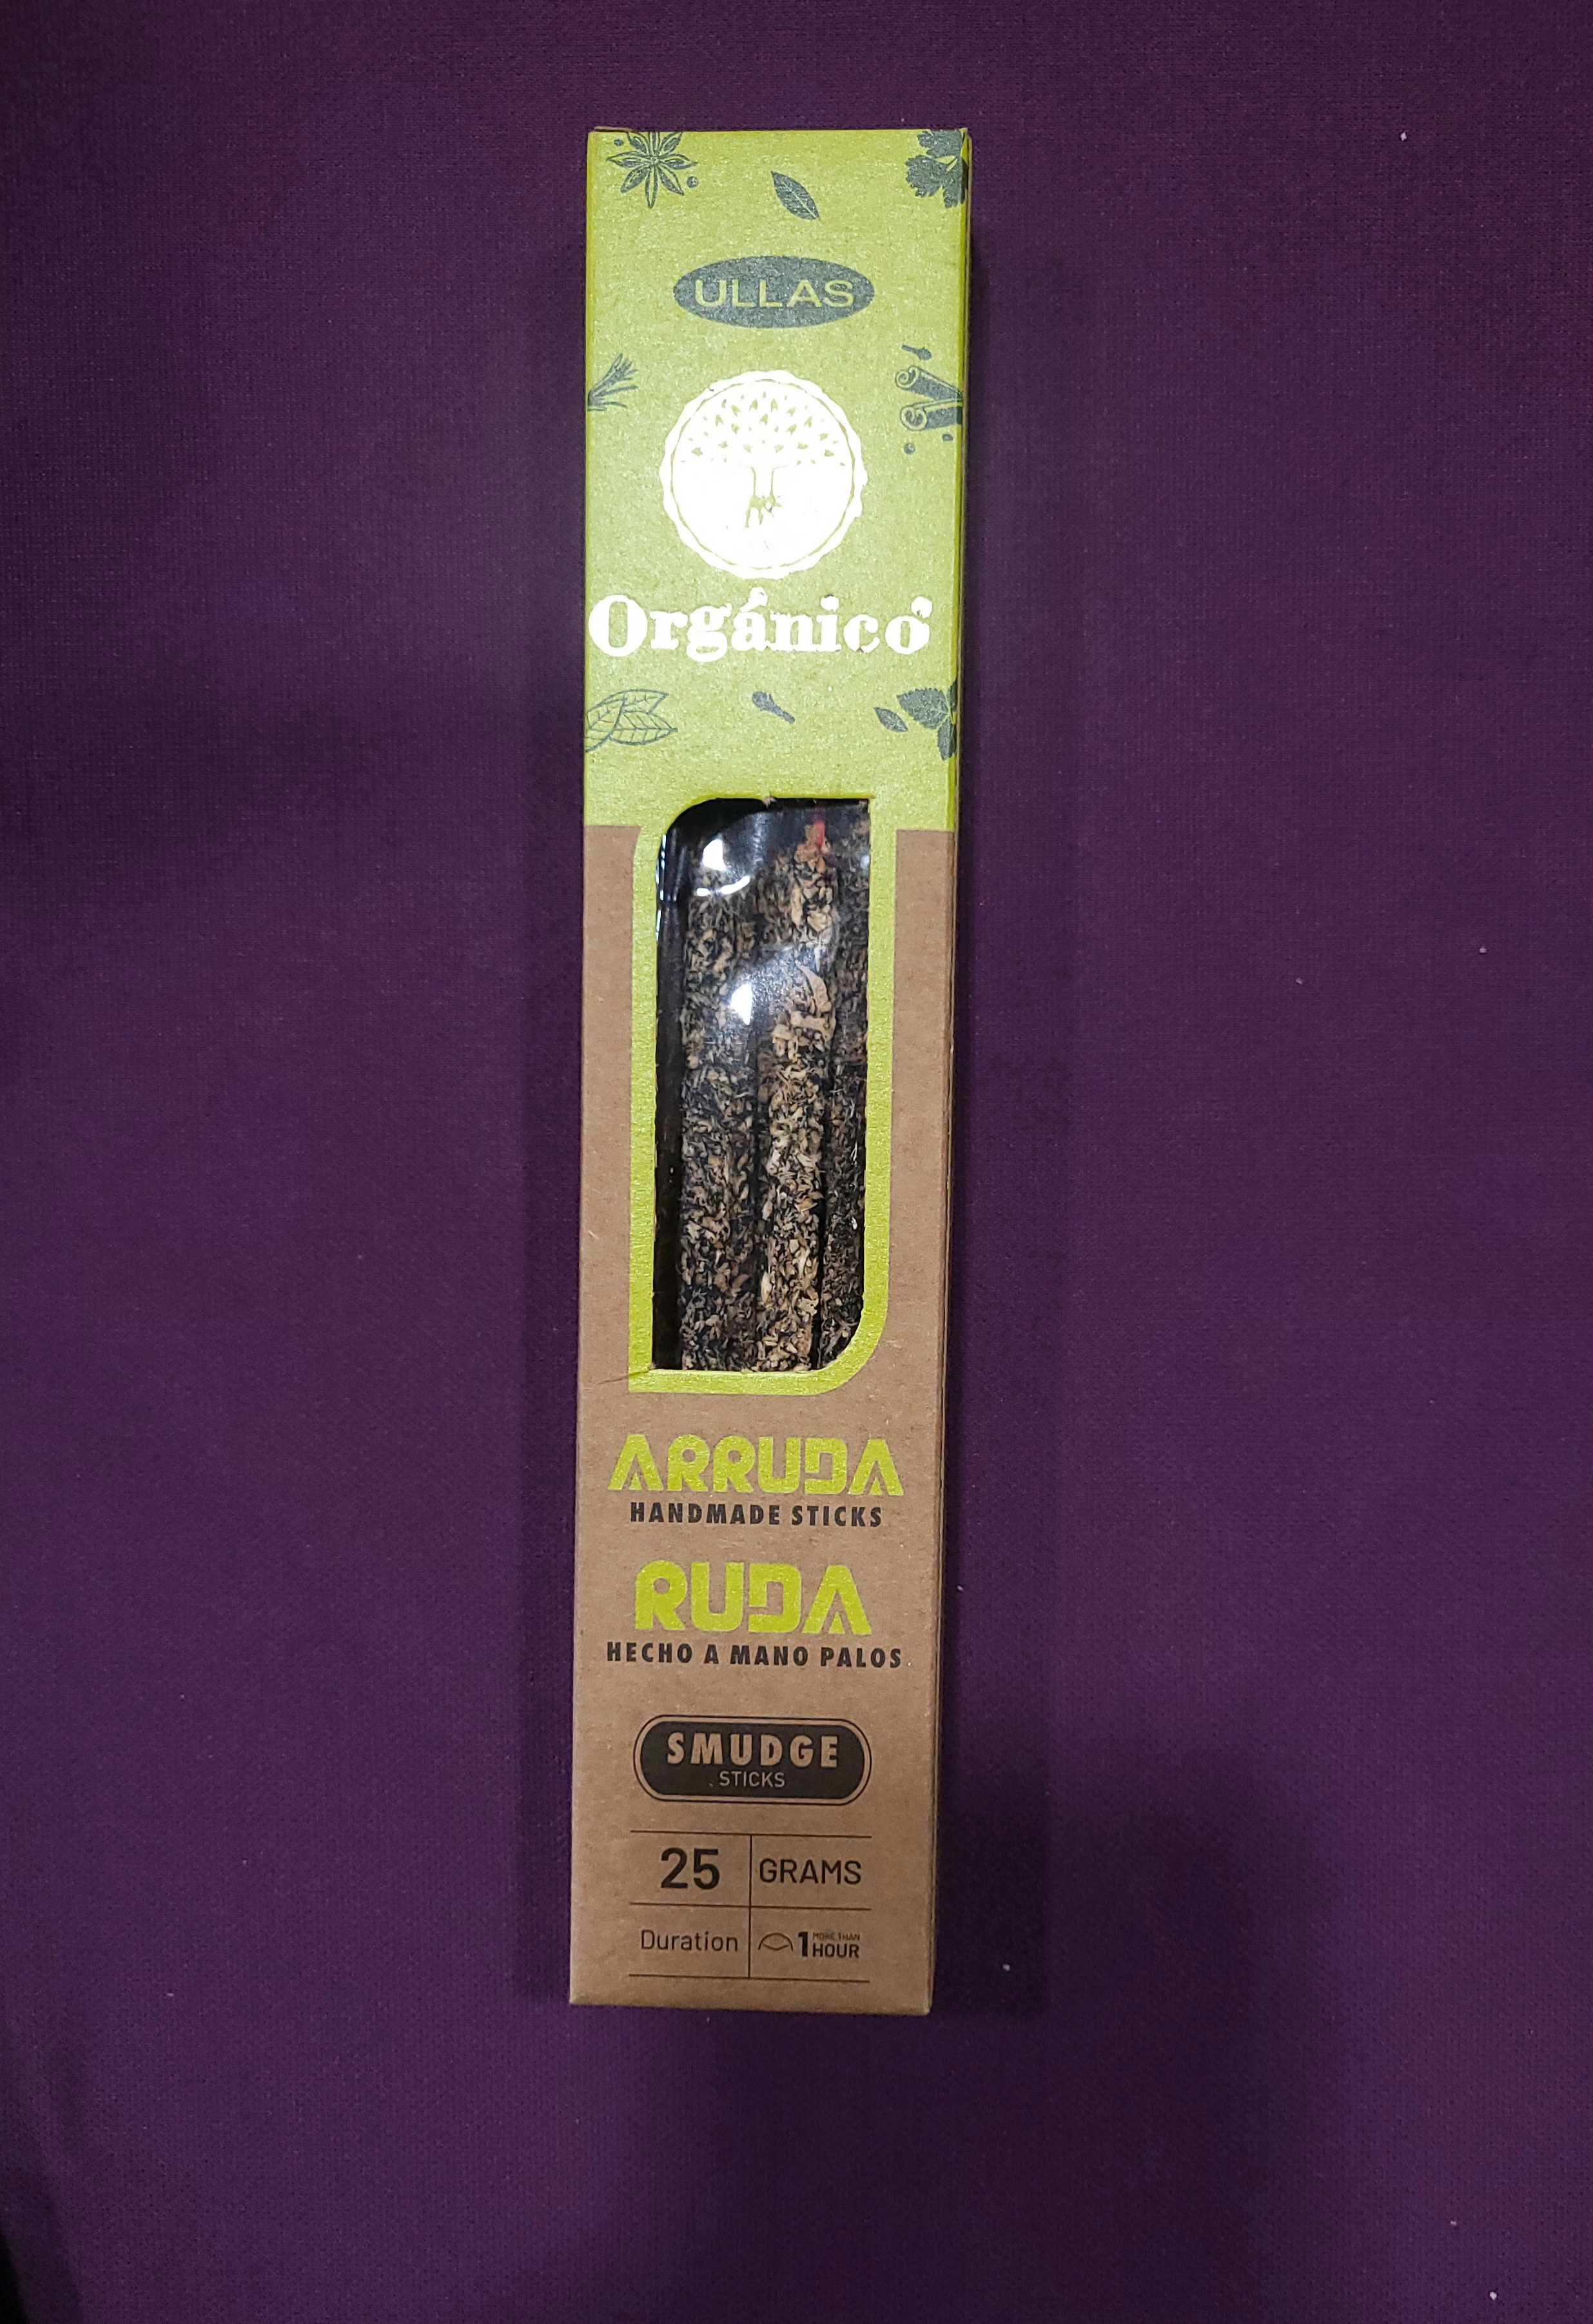 ULLAS
Orgánico
ARRUDA
HANDMADE STICKS
RUDA
HECHO A MANO PALOS
SMUDGE
STICKS
25 GRAMS
Duration 1 MORE THAN HOUR